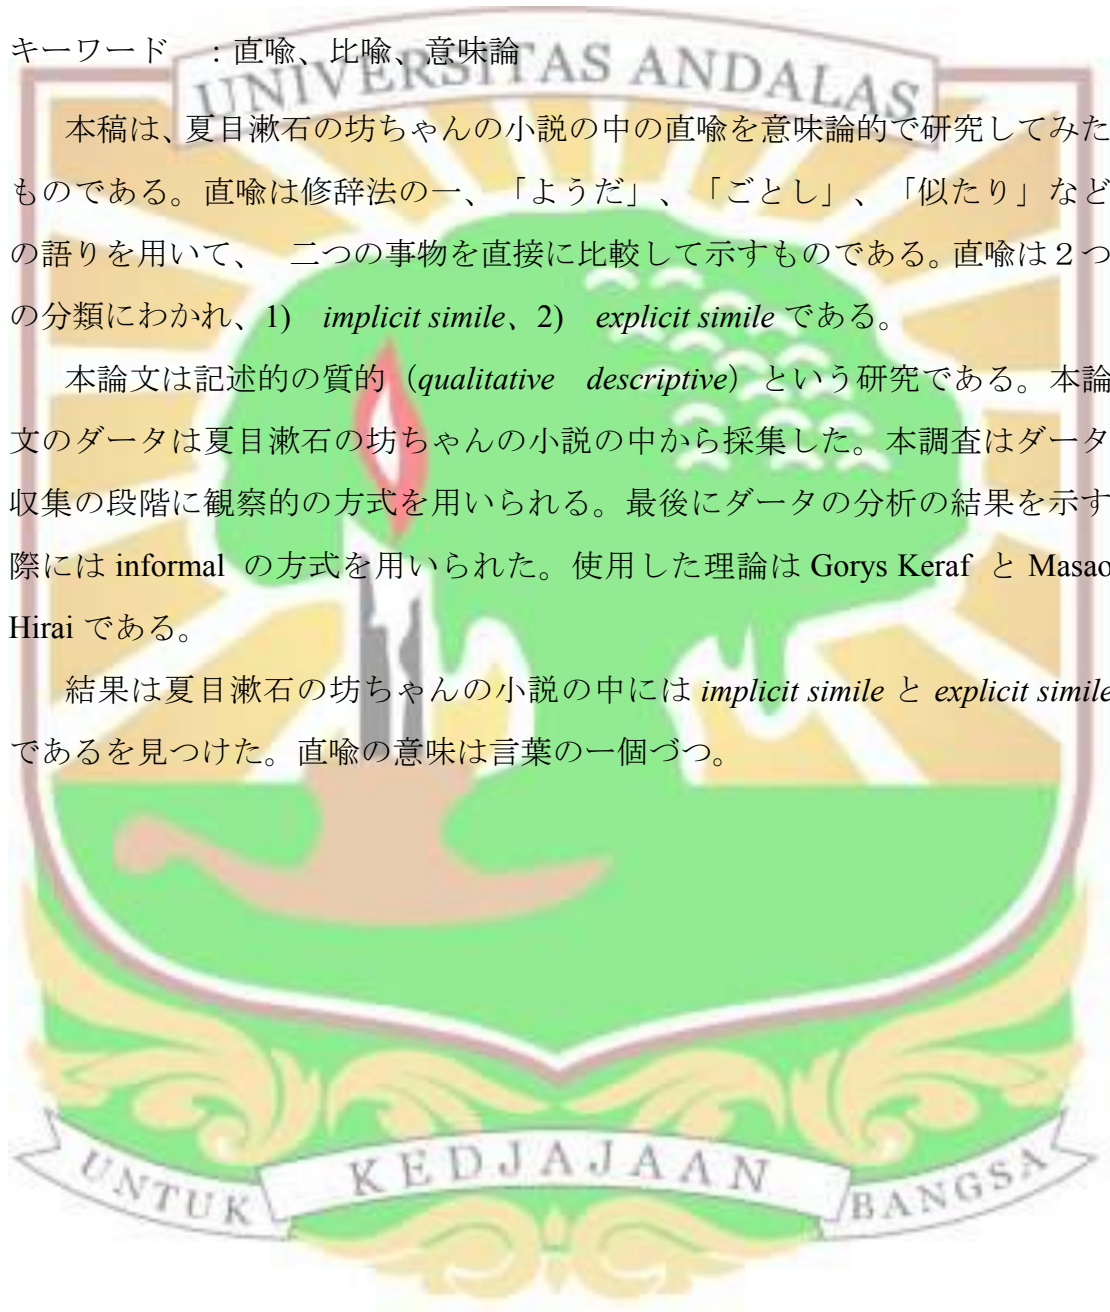 キーワード　：直喩、比喩、意味論
UNIVERSITAS ANDALAS
本稿は、夏目漱石の坊ちゃんの小説の中の直喩を意味論的で研究してみた
ものである。直喩は修辞法の一、「ようだ」、「ごとし」、「似たり」など
の語りを用いて、　二つの事物を直接に比較して示すものである。直喩は２つ
の分類にわかれ、1)　implicit simile、2)　explicit simile である。
本論文は記述的の質的（qualitative　descriptive）という研究である。本論
文のダータは夏目漱石の坊ちゃんの小説の中から採集した。本調査はダータ
収集の段階に観察的の方式を用いられる。最後にダータの分析の結果を示す
際には informal の方式を用いられた。使用した理論は Gorys Keraf と Masao
Hirai である。
結果は夏目漱石の坊ちゃんの小説の中には implicit simile と explicit simile
であるを見つけた。直喩の意味は言葉の一個づつ。
UNTUK KEDJAJAAN BANGSA